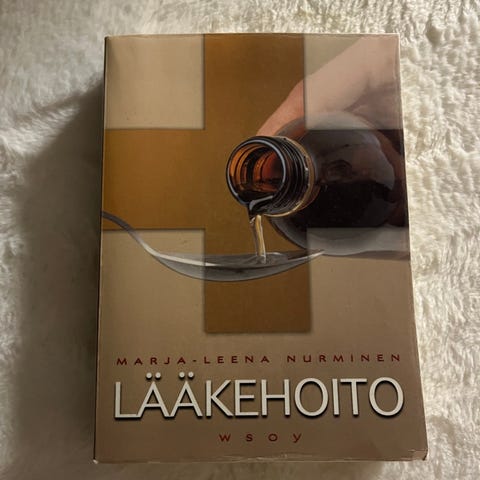 MARJA-LEENA NURMINEN
LÄÄKEHOITO
wsoy